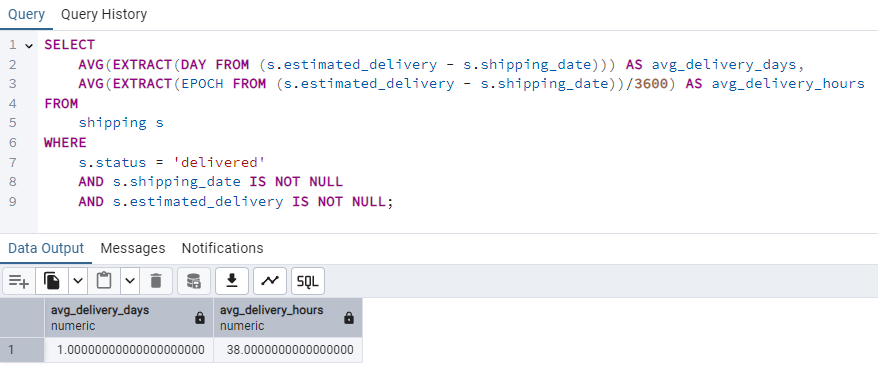 Query Query History
1 SELECT
2 AVG(EXTRACT(DAY FROM (s.estimated_delivery - s.shipping_date))) AS avg_delivery_days,
3 AVG(EXTRACT(EPOCH FROM (s.estimated_delivery - s.shipping_date))/3600) AS avg_delivery_hours
4 FROM
5 shipping s
6 WHERE
7 s.status = 'delivered'
8 AND s.shipping_date IS NOT NULL
9 AND s.estimated_delivery IS NOT NULL;
Data Output Messages Notifications
SQL
avg_delivery_days avg_delivery_hours
numeric numeric
1 1.00000000000000000000 38.0000000000000000